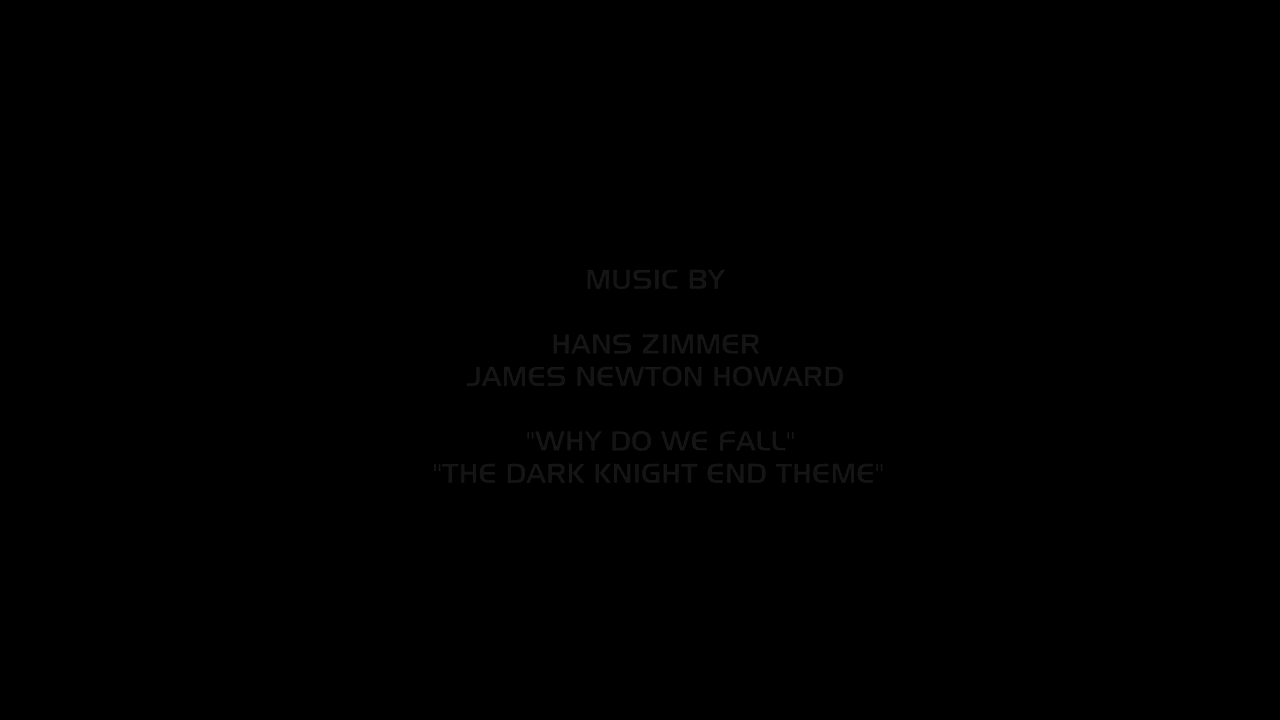 MUSIC BY
HANS ZIMMER
JAMES NEWTON HOWARD
"WHY DO WE FALL"
"THE DARK KNIGHT END THEME"